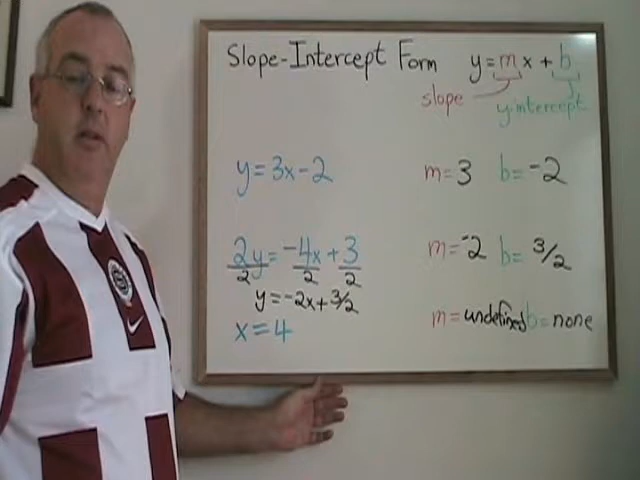 Slope-Intercept Form y=mx+b
slope y-intercept
y=3x-2 m=3 b=-2
2y=-4x+3 m=-2 b=3/2
2 2 2
y=-2x+3/2
x=4 m=undefined b=none